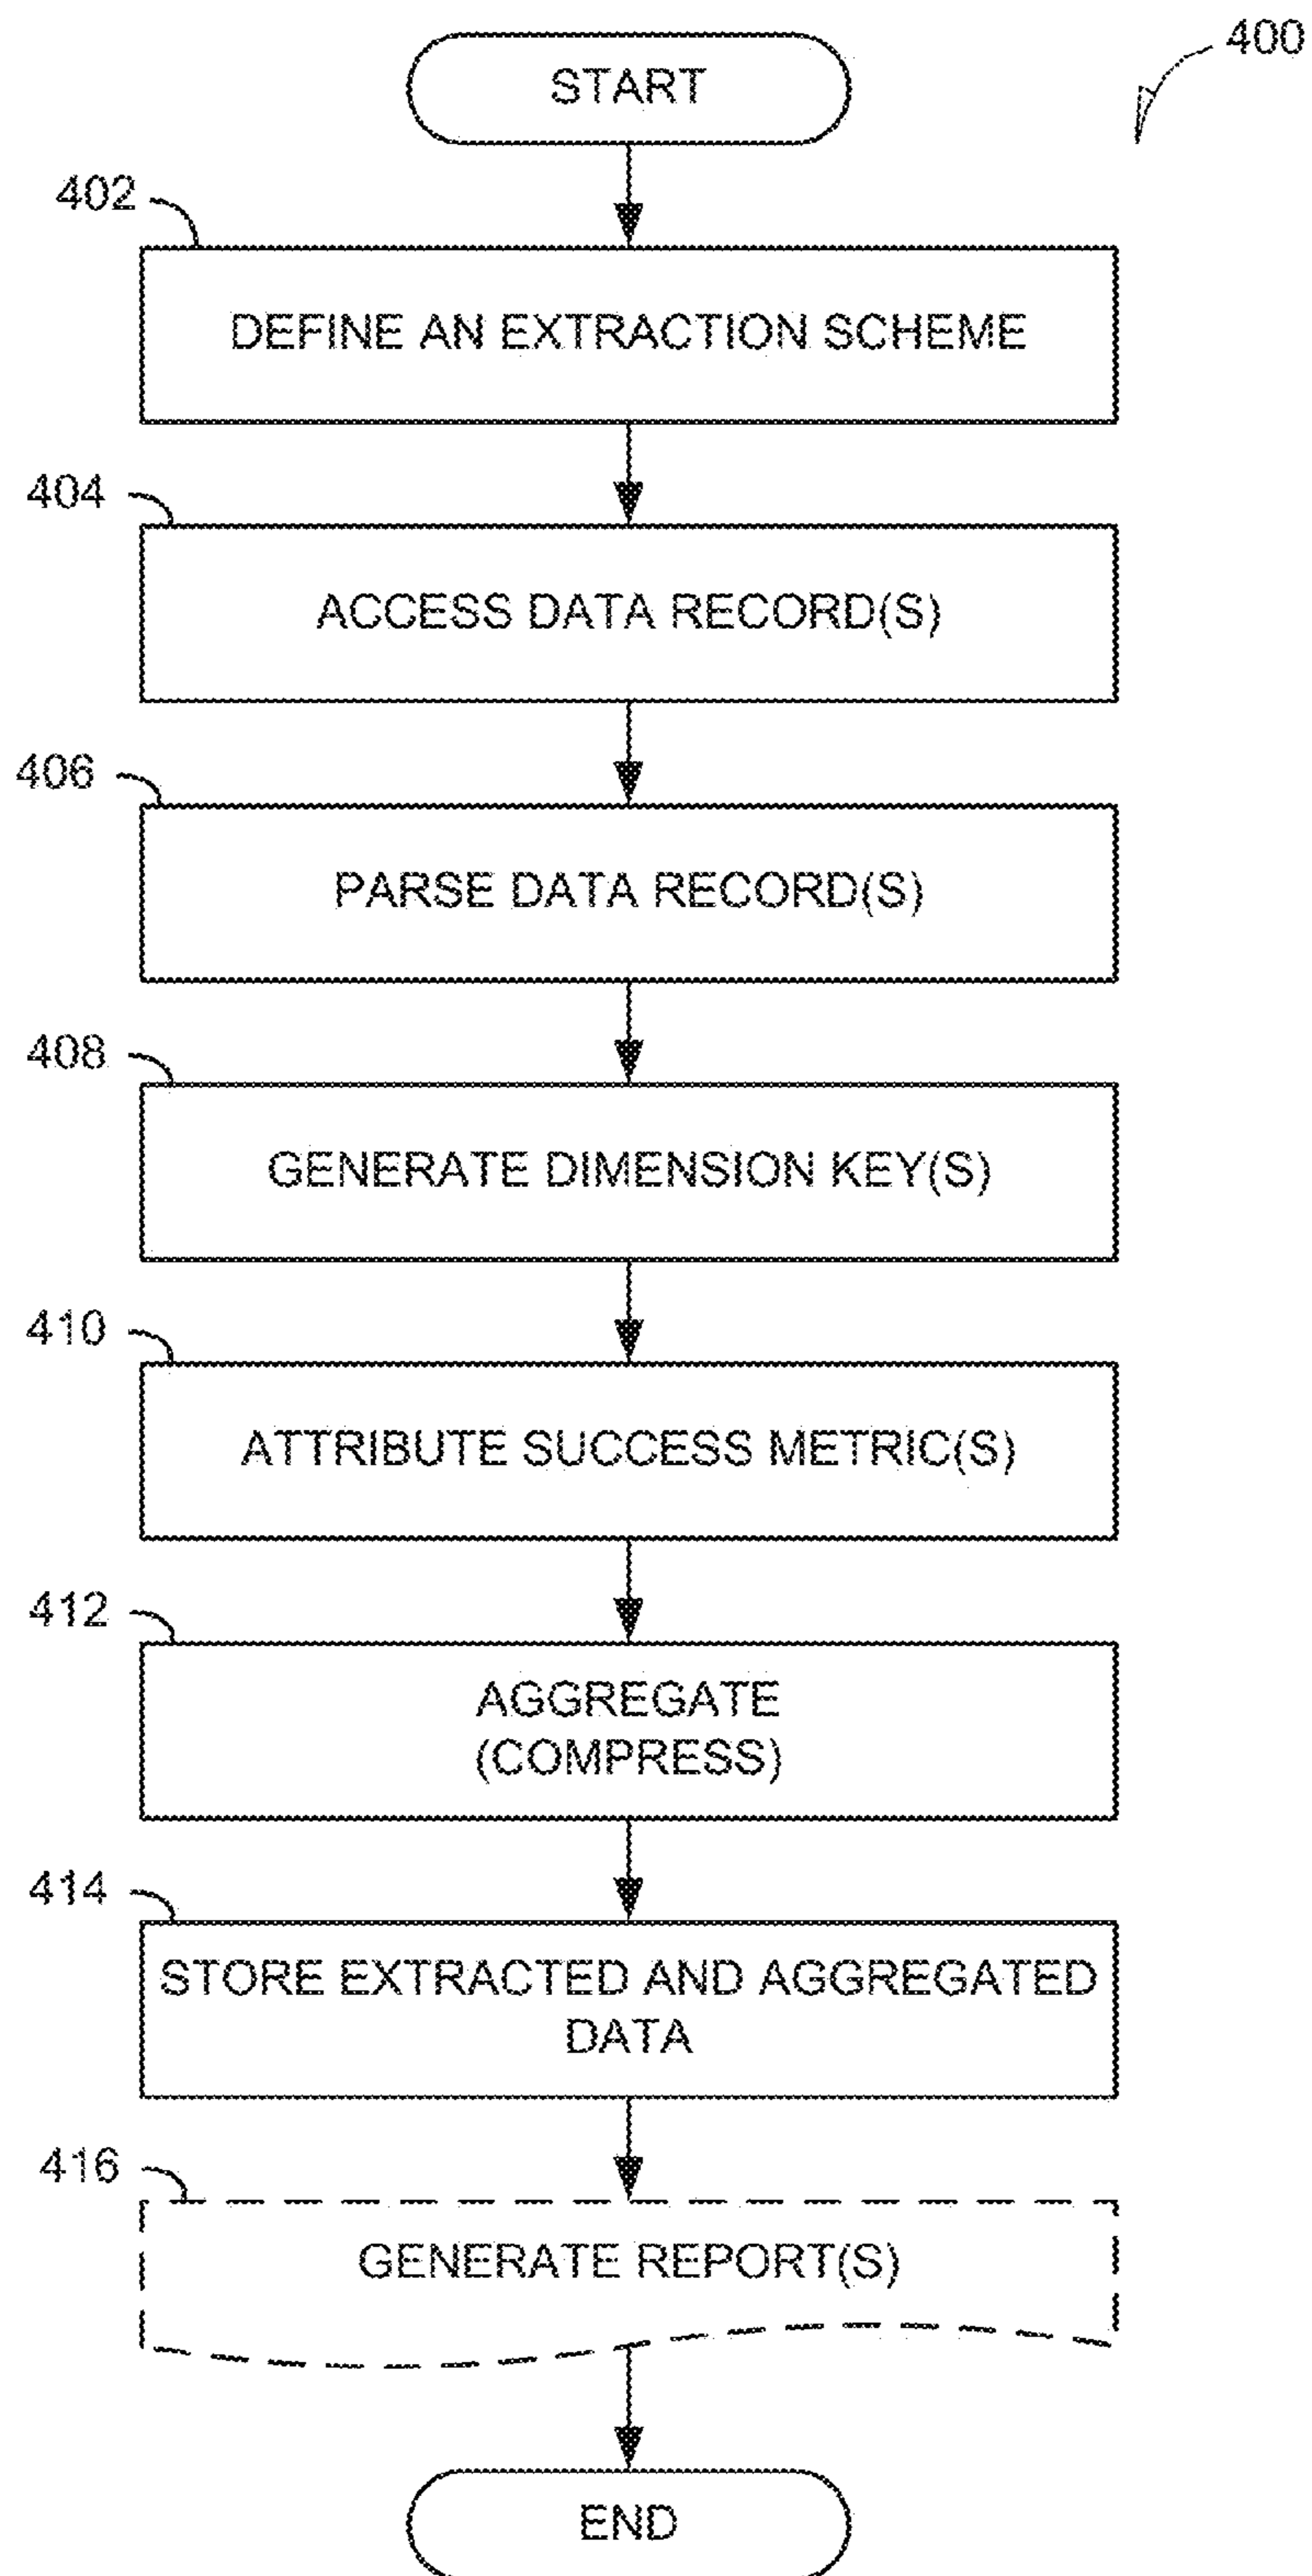 400
START
402
DEFINE AN EXTRACTION SCHEME
404
ACCESS DATA RECORD(S)
406
PARSE DATA RECORD(S)
408
GENERATE DIMENSION KEY(S)
410
ATTRIBUTE SUCCESS METRIC(S)
412
AGGREGATE
(COMPRESS)
414
STORE EXTRACTED AND AGGREGATED
DATA
416
GENERATE REPORT(S)
END